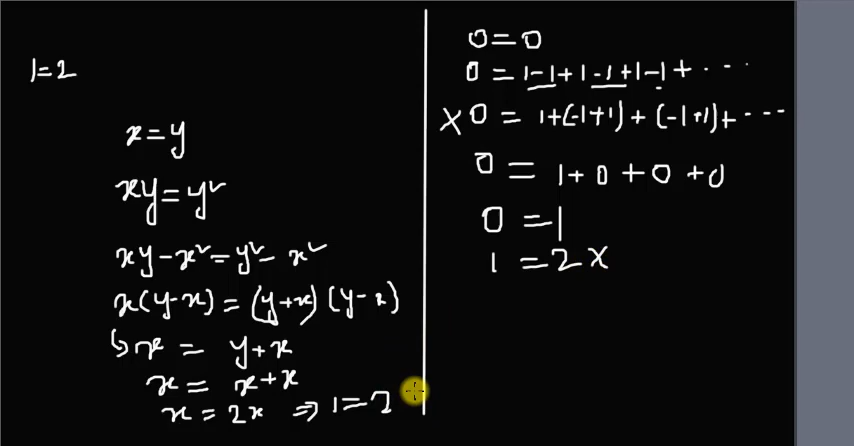 1=2
x=y
xy=y²
xy-x²=y²-x²
x(y-x)=(y+x)(y-x)
↳x = y+x
x = x+x
x = 2x ⇒ 1=2
0=0
0 = 1-1+1-1+1-1+ ....
X 0 = 1+(-1+1)+(-1+1)+ ....
0 = 1+0+0+0
0 =1
1 =2 X